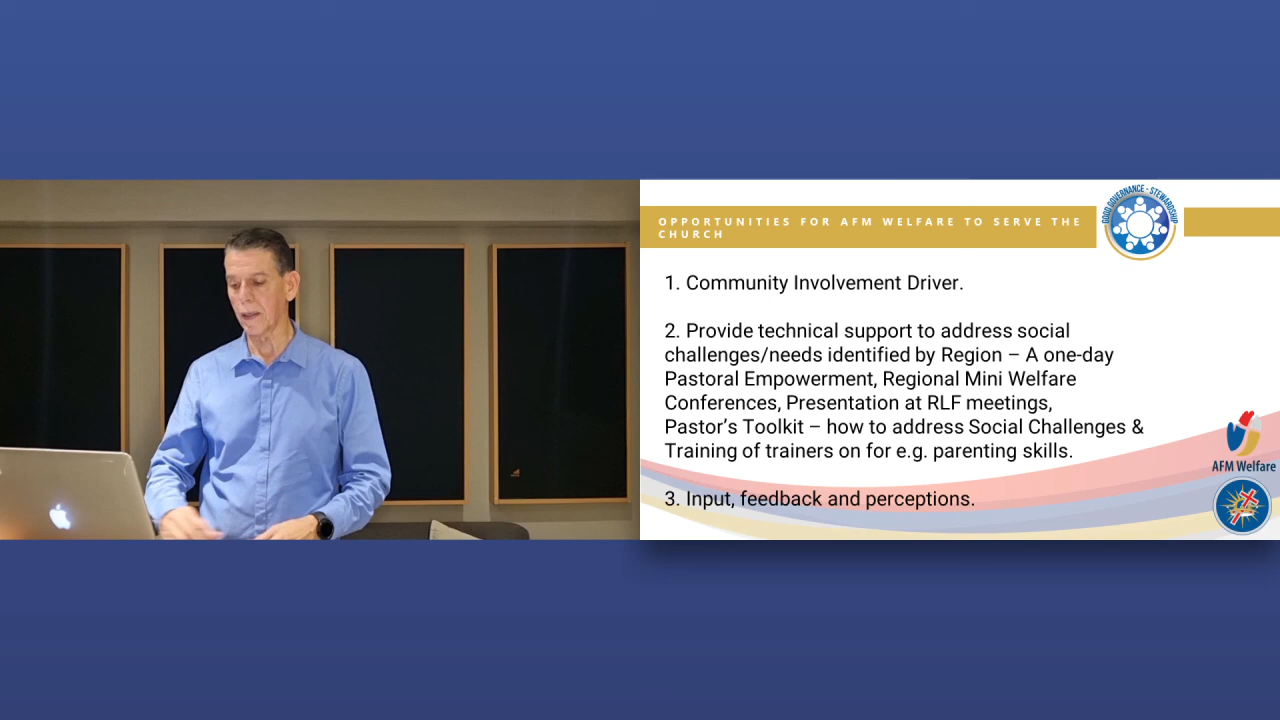 OPPORTUNITIES FOR AFM WELFARE TO SERVE THE
CHURCH
GOOD GOVERNANCE - STEWARDSHIP
1. Community Involvement Driver.
2. Provide technical support to address social
challenges/needs identified by Region – A one-day
Pastoral Empowerment, Regional Mini Welfare
Conferences, Presentation at RLF meetings,
Pastor’s Toolkit – how to address Social Challenges &
Training of trainers on for e.g. parenting skills.
3. Input, feedback and perceptions.
AFM Welfare